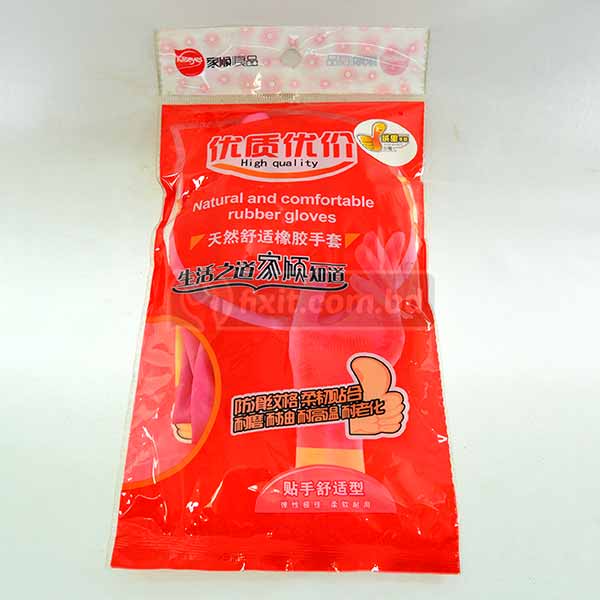 Kaseyes
家顺真品
优质优价
High quality
Natural and comfortable
rubber gloves
天然舒适橡胶手套
生活之道家顺知道
fixit.com.bd
防滑纹格 柔韧贴合
耐磨 耐油 耐高温 耐老化
贴手舒适型
弹性极佳 柔软耐用